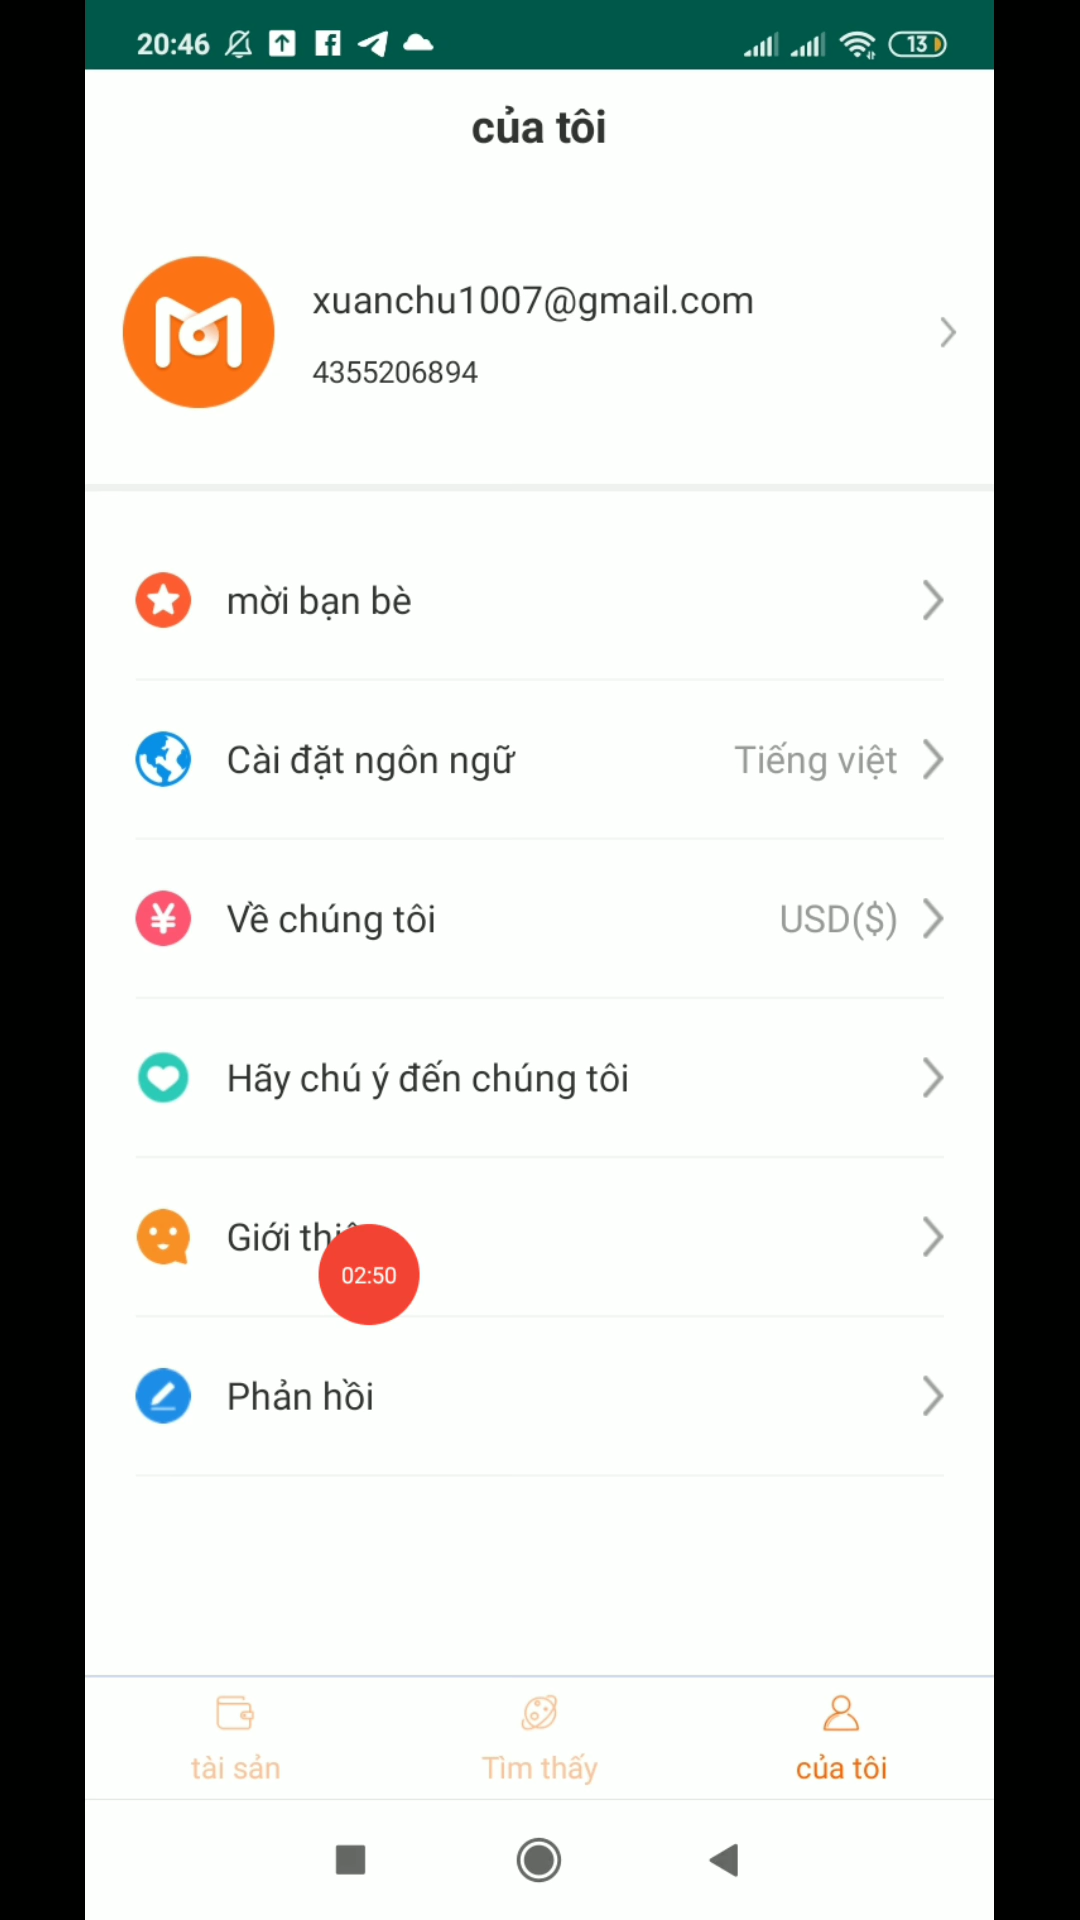 20:46
13
của tôi
xuanchu1007@gmail.com
4355206894
mời bạn bè
Cài đặt ngôn ngữ
Tiếng việt
Về chúng tôi
USD($)
Hãy chú ý đến chúng tôi
Giới
02:50
Phản hồi
tài sản
Tìm thấy
của tôi